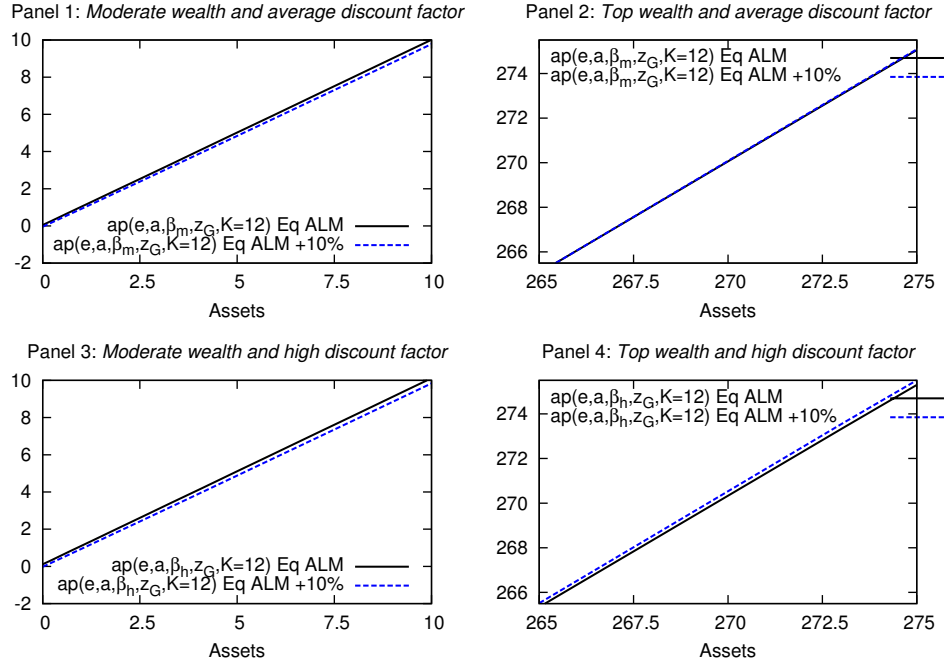 Panel 1: Moderate wealth and average discount factor
10
8
6
4
2
0
-2
ap(e,a,β_m,z_G,K=12) Eq ALM
ap(e,a,β_m,z_G,K=12) Eq ALM +10%
0 2.5 5 7.5 10
Assets
Panel 2: Top wealth and average discount factor
ap(e,a,β_m,z_G,K=12) Eq ALM
ap(e,a,β_m,z_G,K=12) Eq ALM +10%
274
272
270
268
266
265 267.5 270 272.5 275
Assets
Panel 3: Moderate wealth and high discount factor
10
8
6
4
2
0
-2
ap(e,a,β_h,z_G,K=12) Eq ALM
ap(e,a,β_h,z_G,K=12) Eq ALM +10%
0 2.5 5 7.5 10
Assets
Panel 4: Top wealth and high discount factor
ap(e,a,β_h,z_G,K=12) Eq ALM
ap(e,a,β_h,z_G,K=12) Eq ALM +10%
274
272
270
268
266
265 267.5 270 272.5 275
Assets